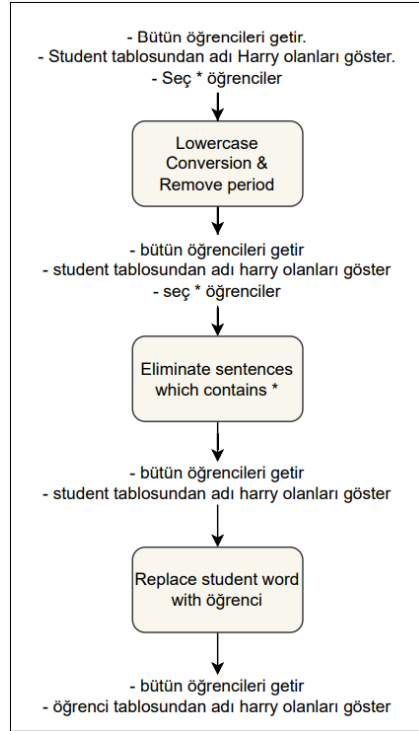 - Bütün öğrencileri getir.
- Student tablosundan adı Harry olanları göster.
- Seç * öğrenciler
Lowercase
Conversion &
Remove period
- bütün öğrencileri getir
- student tablosundan adı harry olanları göster
- seç * öğrenciler
Eliminate sentences
which contains *
- bütün öğrencileri getir
- student tablosundan adı harry olanları göster
Replace student word
with öğrenci
- bütün öğrencileri getir
- öğrenci tablosundan adı harry olanları göster